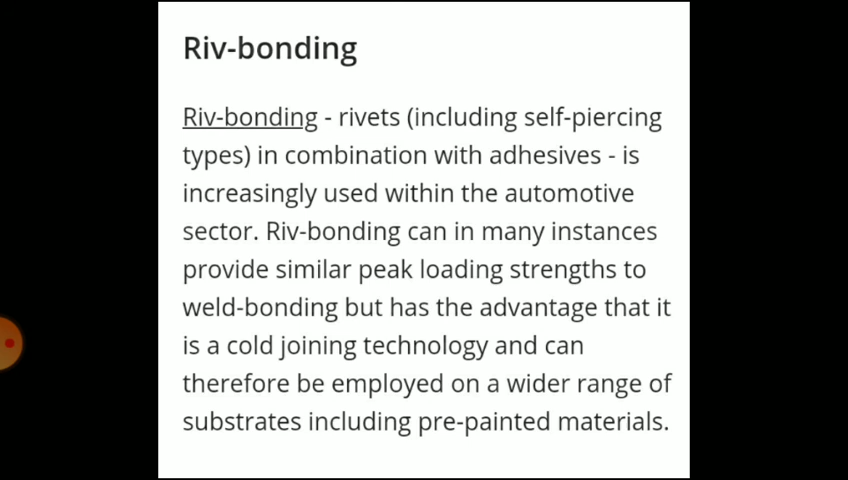 Riv-bonding
Riv-bonding - rivets (including self-piercing
types) in combination with adhesives - is
increasingly used within the automotive
sector. Riv-bonding can in many instances
provide similar peak loading strengths to
weld-bonding but has the advantage that it
is a cold joining technology and can
therefore be employed on a wider range of
substrates including pre-painted materials.